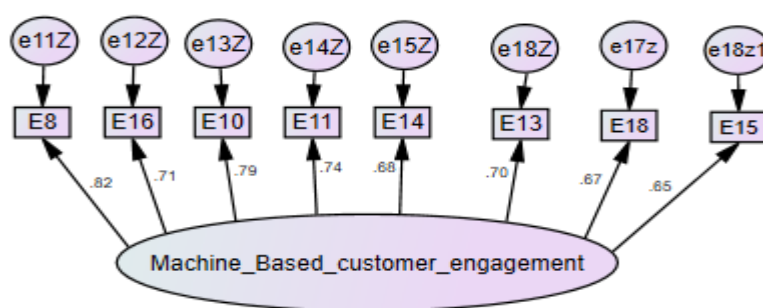 e11Z e12Z e13Z e14Z e15Z e18Z e17z e18z1
E8 E16 E10 E11 E14 E13 E18 E15
.82 .71 .79 .74 .68 .70 .67 .65
Machine_Based_customer_engagement